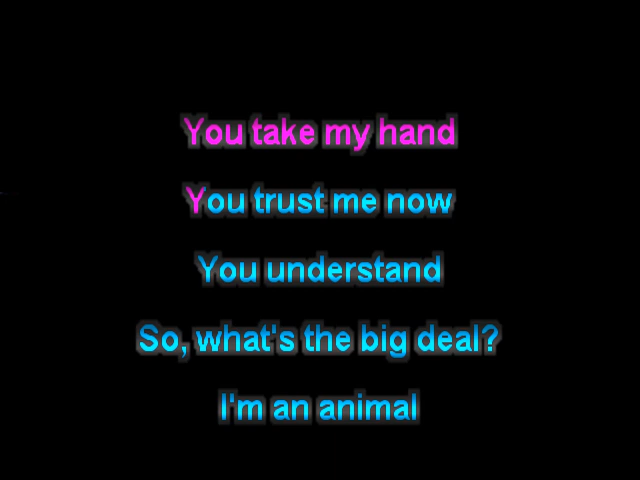 You take my hand
You trust me now
You understand
So, what's the big deal?
I'm an animal